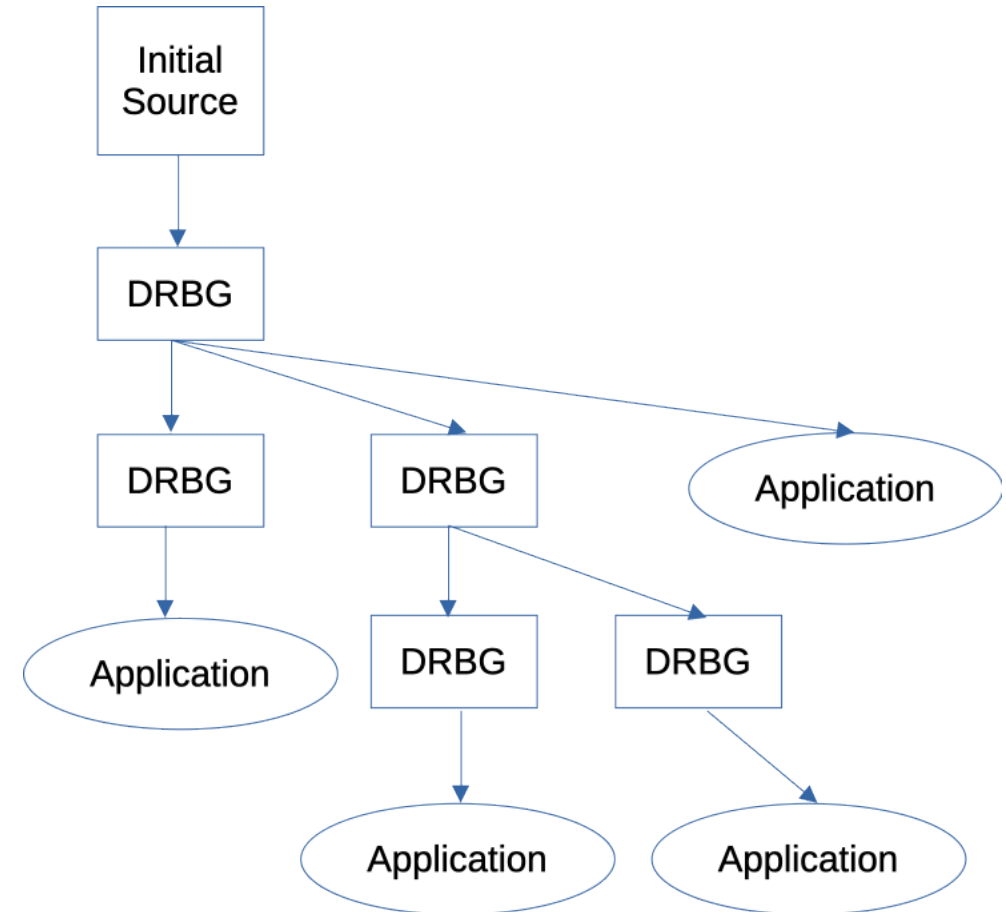 Initial
Source
DRBG
DRBG
DRBG
Application
Application
DRBG
DRBG
Application
Application